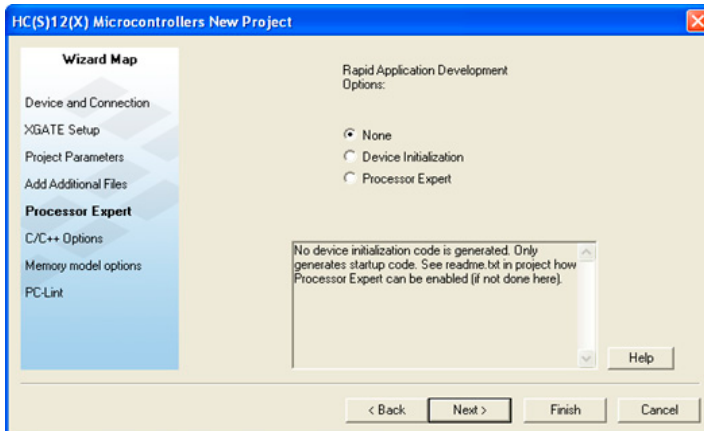 HC(S)12(X) Microcontrollers New Project
Wizard Map
Device and Connection
XGATE Setup
Project Parameters
Add Additional Files
Processor Expert
C/C++ Options
Memory model options
PC-Lint
Rapid Application Development
Options:
None
Device Initialization
Processor Expert
No device initialization code is generated. Only
generates startup code. See readme.txt in project how
Processor Expert can be enabled (if not done here).
Help
< Back
Next >
Finish
Cancel